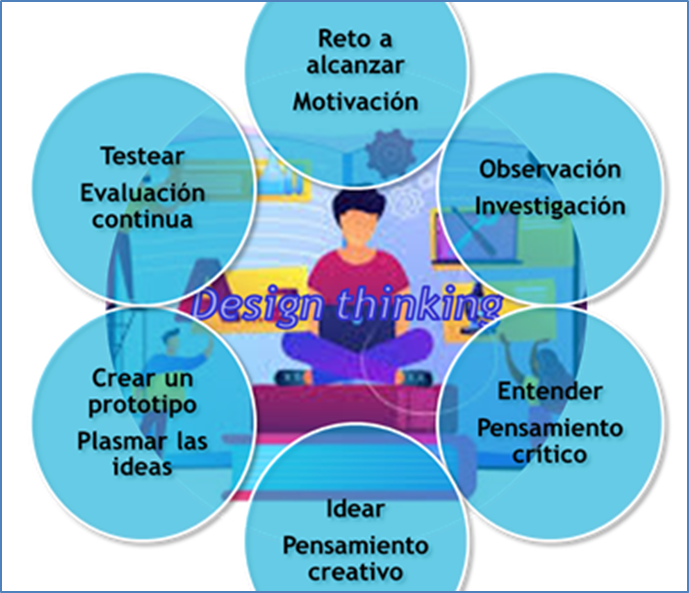 Reto a
alcanzar
Motivación
Observación
Investigación
Entender
Pensamiento
crítico
Idear
Pensamiento
creativo
Crear un
prototipo
Plasmar las
ideas
Testear
Evaluación
continua
Design thinking